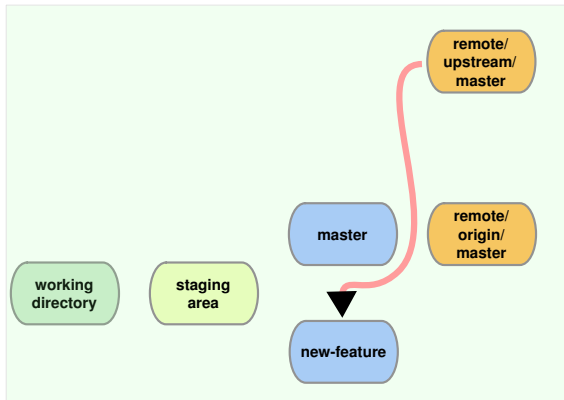 remote/
upstream/
master
master
remote/
origin/
master
working
directory
staging
area
new-feature